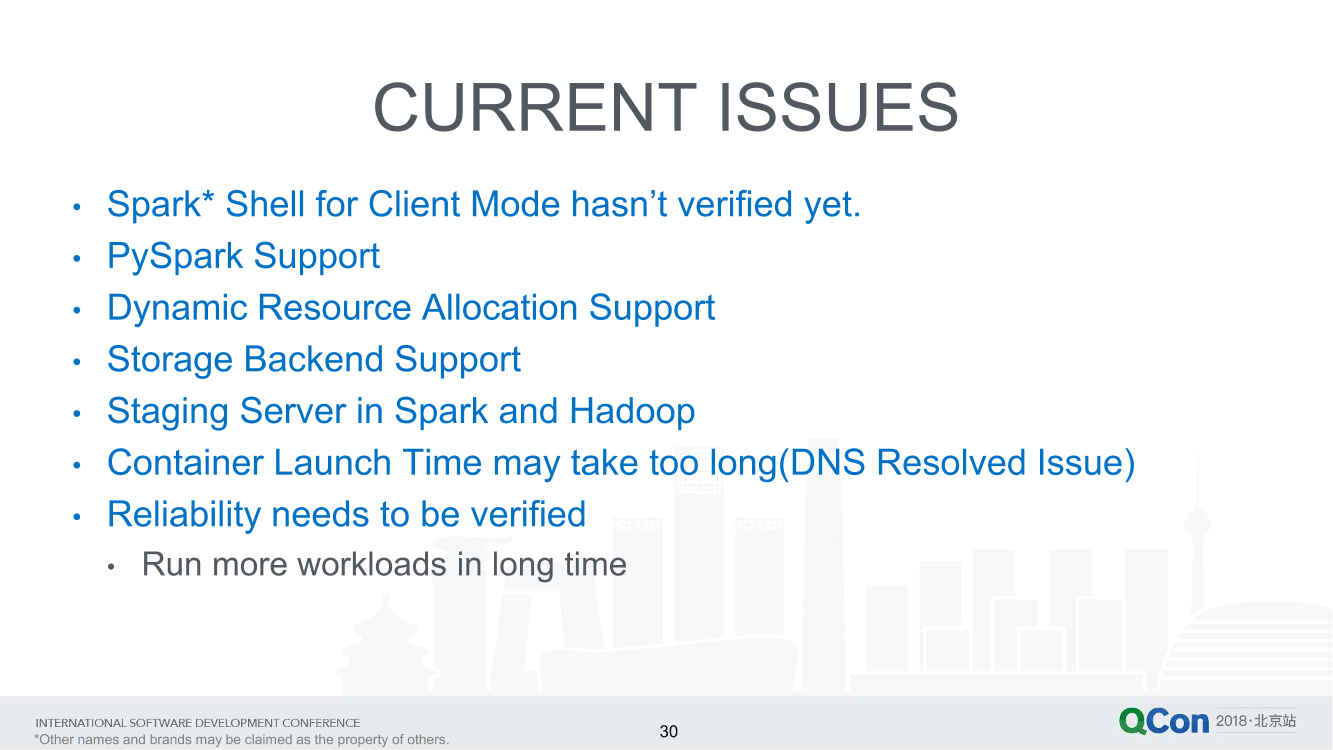 CURRENT ISSUES
• Spark* Shell for Client Mode hasn’t verified yet.
• PySpark Support
• Dynamic Resource Allocation Support
• Storage Backend Support
• Staging Server in Spark and Hadoop
• Container Launch Time may take too long(DNS Resolved Issue)
• Reliability needs to be verified
• Run more workloads in long time
INTERNATIONAL SOFTWARE DEVELOPMENT CONFERENCE
*Other names and brands may be claimed as the property of others.
30
QCon 2018·北京站